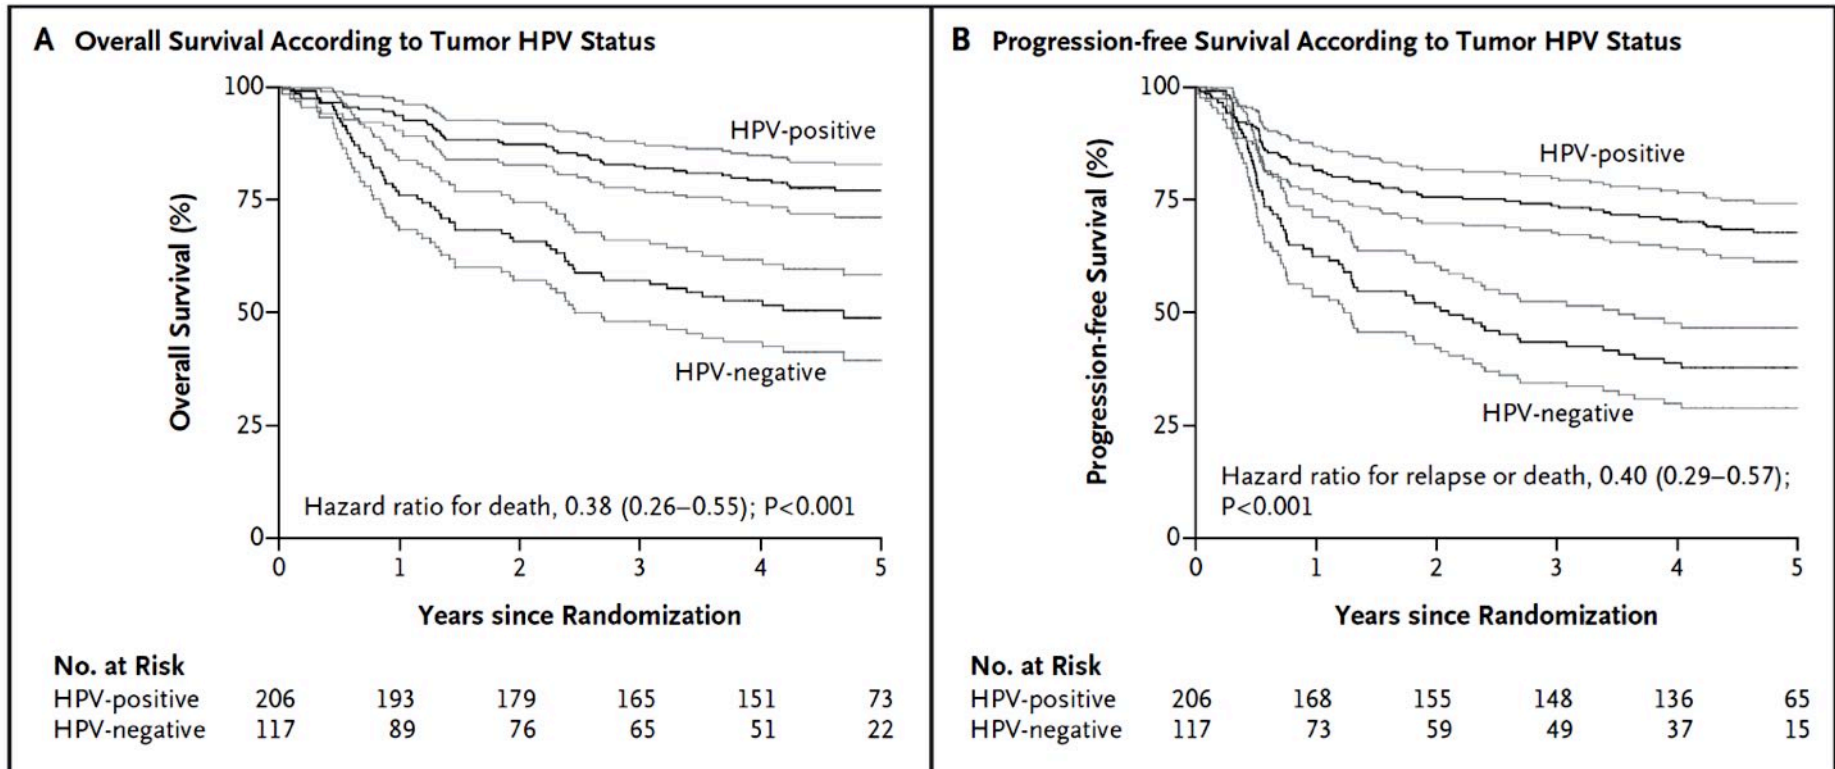 A Overall Survival According to Tumor HPV Status
Overall Survival (%)
100
75
50
25
0
HPV-positive
HPV-negative
Hazard ratio for death, 0.38 (0.26–0.55); P<0.001
0 1 2 3 4 5
Years since Randomization
No. at Risk
HPV-positive 206 193 179 165 151 73
HPV-negative 117 89 76 65 51 22
B Progression-free Survival According to Tumor HPV Status
Progression-free Survival (%)
100
75
50
25
0
HPV-positive
HPV-negative
Hazard ratio for relapse or death, 0.40 (0.29–0.57);
P<0.001
0 1 2 3 4 5
Years since Randomization
No. at Risk
HPV-positive 206 168 155 148 136 65
HPV-negative 117 73 59 49 37 15